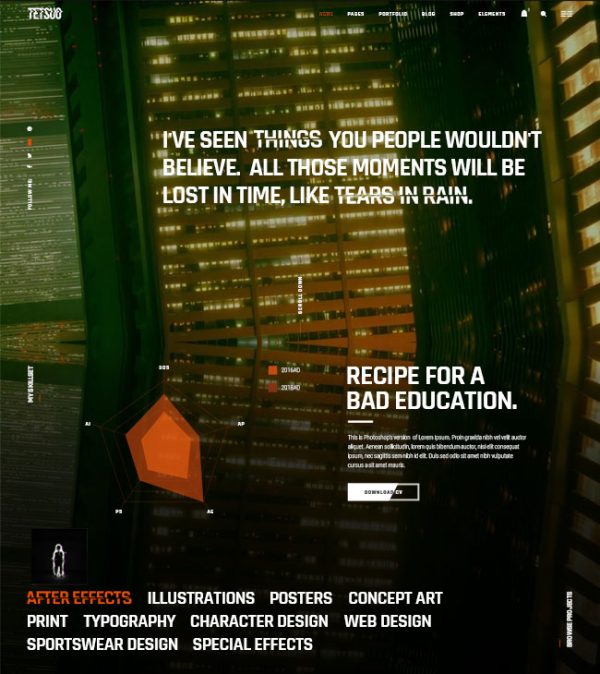 TETSUO
HOME PAGES PORTFOLIO BLOG SHOP ELEMENTS
FOLLOW ME:
I'VE SEEN THINGS YOU PEOPLE WOULDN'T
BELIEVE. ALL THOSE MOMENTS WILL BE
LOST IN TIME, LIKE TEARS IN RAIN.
SCROLL DOWN.
MY SKILLSET
AI
AP
PS
AE
2016AD
2018AD
RECIPE FOR A
BAD EDUCATION.
This is Photoshop's version of Lorem Ipsum. Proin gravida nibh vel velit auctor
aliquet. Aenean sollicitudin, lorem quis bibendum auctor, nisi elit consequat
ipsum, nec sagittis sem nibh id elit. Duis sed odio sit amet nibh vulputate
cursus a sit amet mauris.
DOWNLOAD CV
AFTER EFFECTS ILLUSTRATIONS POSTERS CONCEPT ART
PRINT TYPOGRAPHY CHARACTER DESIGN WEB DESIGN
SPORTSWEAR DESIGN SPECIAL EFFECTS
BROWSE PROJECTS